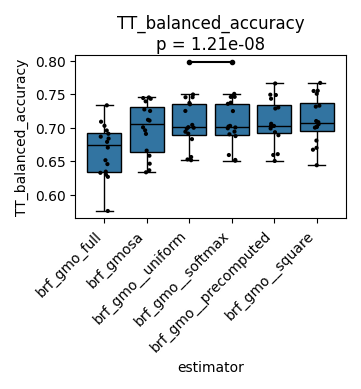 TT_balanced_accuracy
p = 1.21e-08
TT_balanced_accuracy
0.80
0.75
0.70
0.65
0.60
brf_gmo_full
brf_gmosa
brf_gmo__uniform
brf_gmo__softmax
brf_gmo__precomputed
brf_gmo__square
estimator